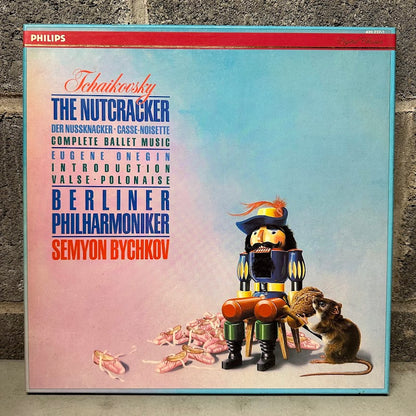 PHILIPS
Tchaikovsky
THE NUTCRACKER
DER NUSSKNACKER · CASSE-NOISETTE
COMPLETE BALLET MUSIC
EUGENE ONEGIN
INTRODUCTION
VALSE · POLONAISE
BERLINER
PHILHARMONIKER
SEMYON BYCHKOV